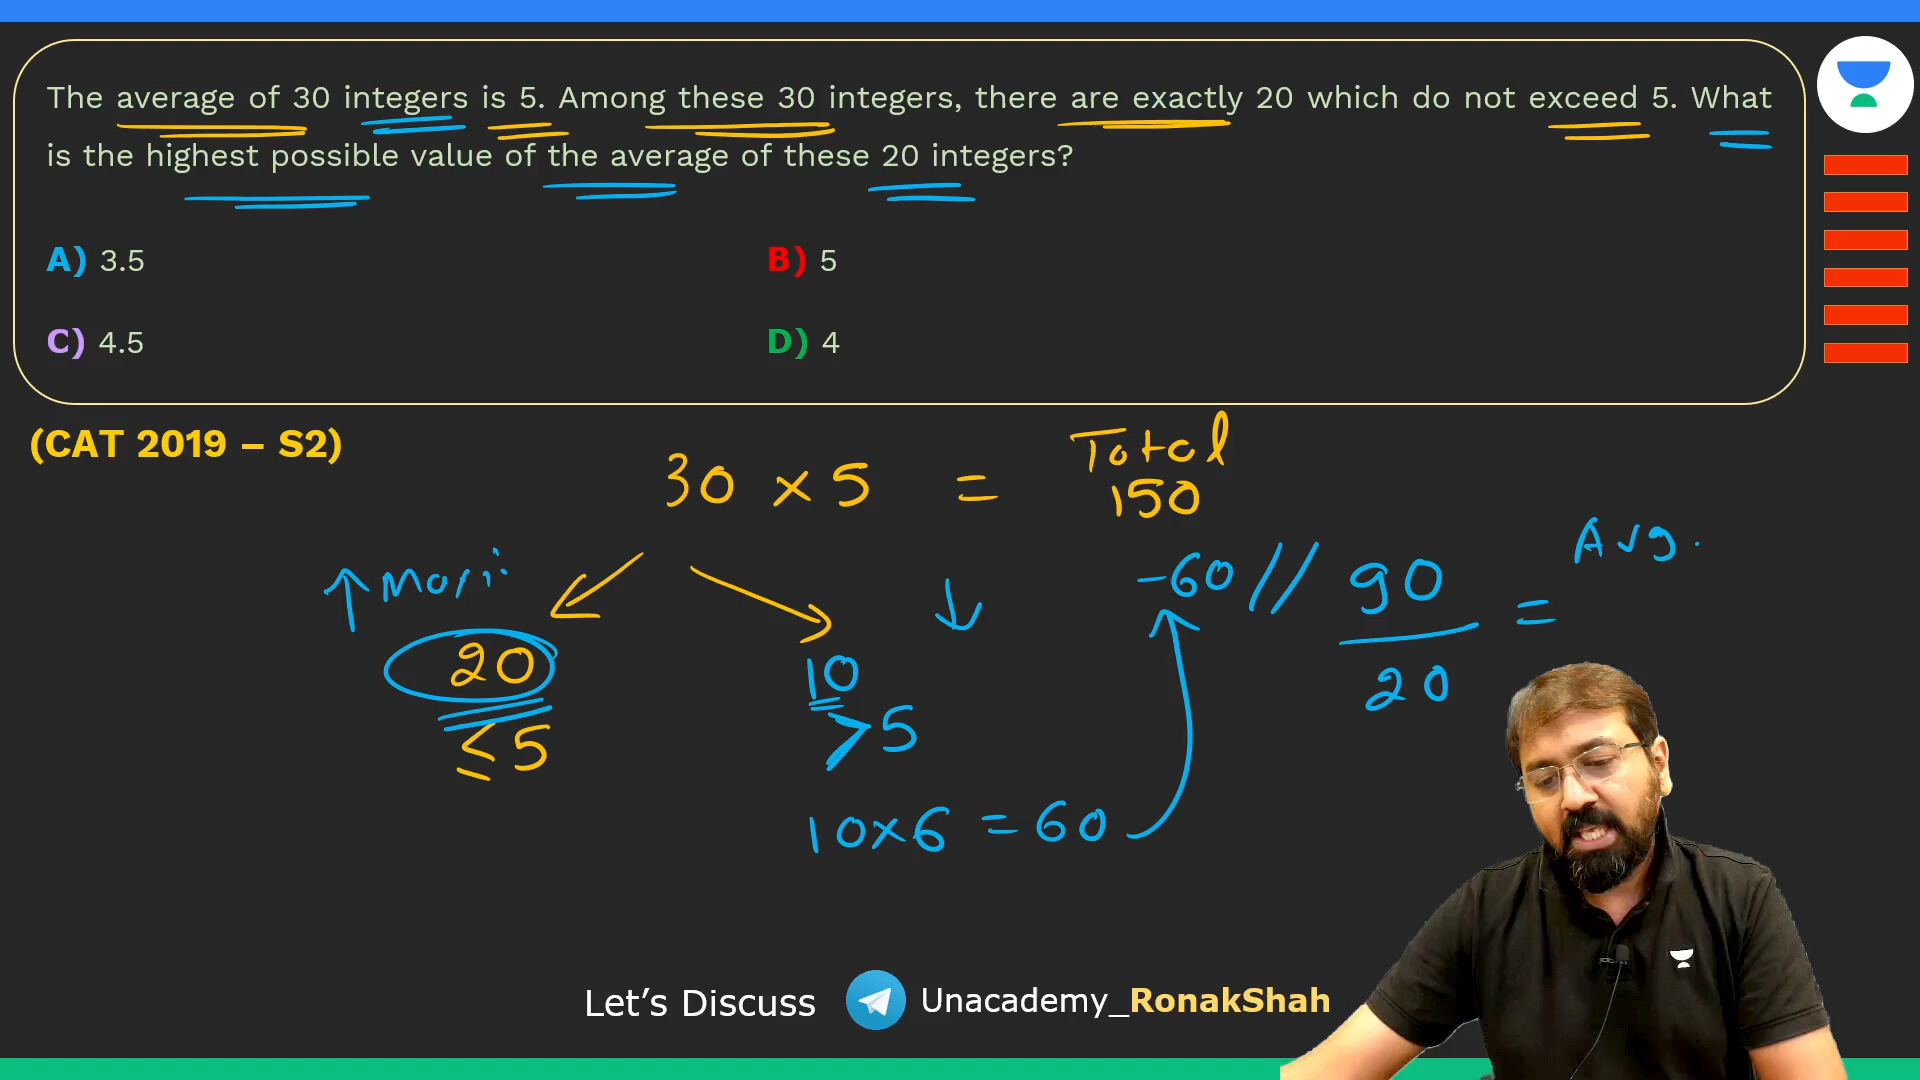 The average of 30 integers is 5. Among these 30 integers, there are exactly 20 which do not exceed 5. What
is the highest possible value of the average of these 20 integers?
A) 3.5
B) 5
C) 4.5
D) 4
(CAT 2019 – S2)
Total
30 × 5 = 150
Avg.
-60 // 90 / 20 =
↑
20
≤ 5
10
> 5
↓
10×6 = 60
Let's Discuss
Unacademy_RonakShah